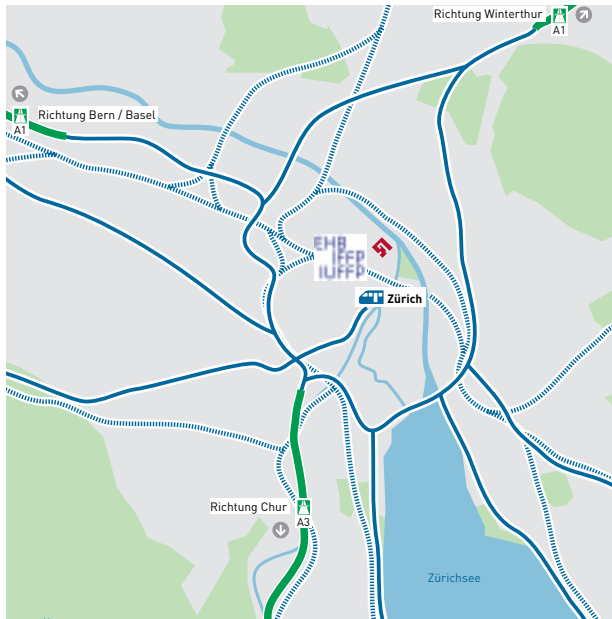 Richtung Winterthur
A1
Richtung Bern / Basel
A1
EHB
IFFP
IUFFP
Zürich
Richtung Chur
A3
Zürichsee